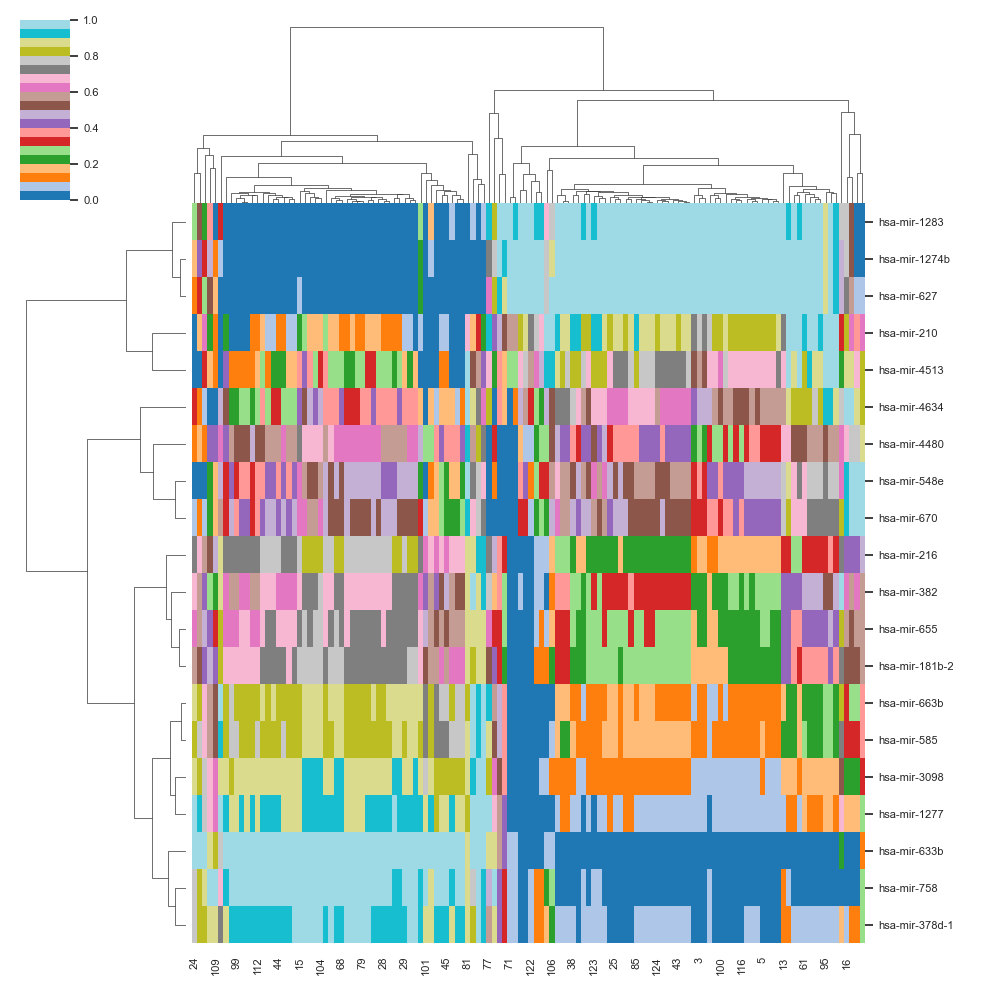 1.0
0.8
0.6
0.4
0.2
0.0
hsa-mir-1283
hsa-mir-1274b
hsa-mir-627
hsa-mir-210
hsa-mir-4513
hsa-mir-4634
hsa-mir-4480
hsa-mir-548e
hsa-mir-670
hsa-mir-216
hsa-mir-382
hsa-mir-655
hsa-mir-181b-2
hsa-mir-663b
hsa-mir-585
hsa-mir-3098
hsa-mir-1277
hsa-mir-633b
hsa-mir-758
hsa-mir-378d-1
24 109 99 112 44 15 104 68 79 28 29 101 45 81 77 71 122 106 38 123 25 85 124 43 3 100 116 5 13 61 95 16